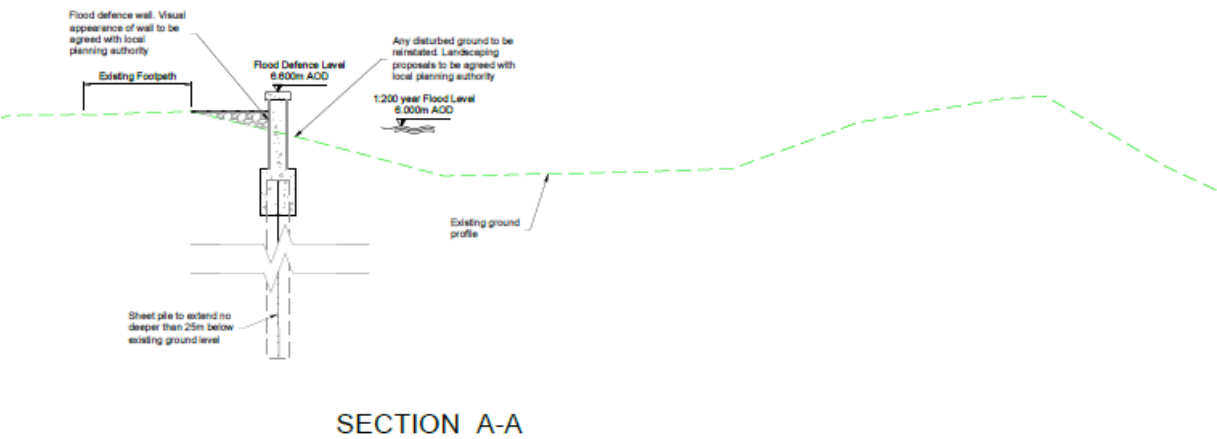 Flood defence wall. Visual
appearance of wall to be
agreed with local
planning authority
Existing Footpath
Flood Defence Level
6.600m AOD
Any disturbed ground to be
reinstated. Landscaping
proposals to be agreed with
local planning authority
1:200 year Flood Level
6.000m AOD
Existing ground
profile
Sheet pile to extend no
deeper than 25m below
existing ground level
SECTION A-A